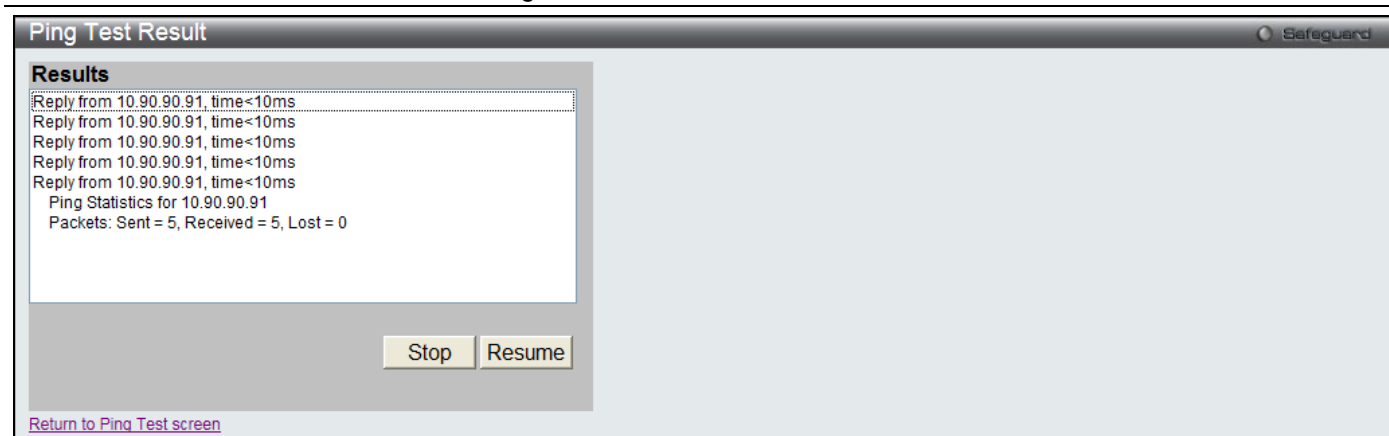 Ping Test Result
Safeguard
Results
Reply from 10.90.90.91, time<10ms
Reply from 10.90.90.91, time<10ms
Reply from 10.90.90.91, time<10ms
Reply from 10.90.90.91, time<10ms
Reply from 10.90.90.91, time<10ms
Ping Statistics for 10.90.90.91
Packets: Sent = 5, Received = 5, Lost = 0
Stop Resume
Return to Ping Test screen